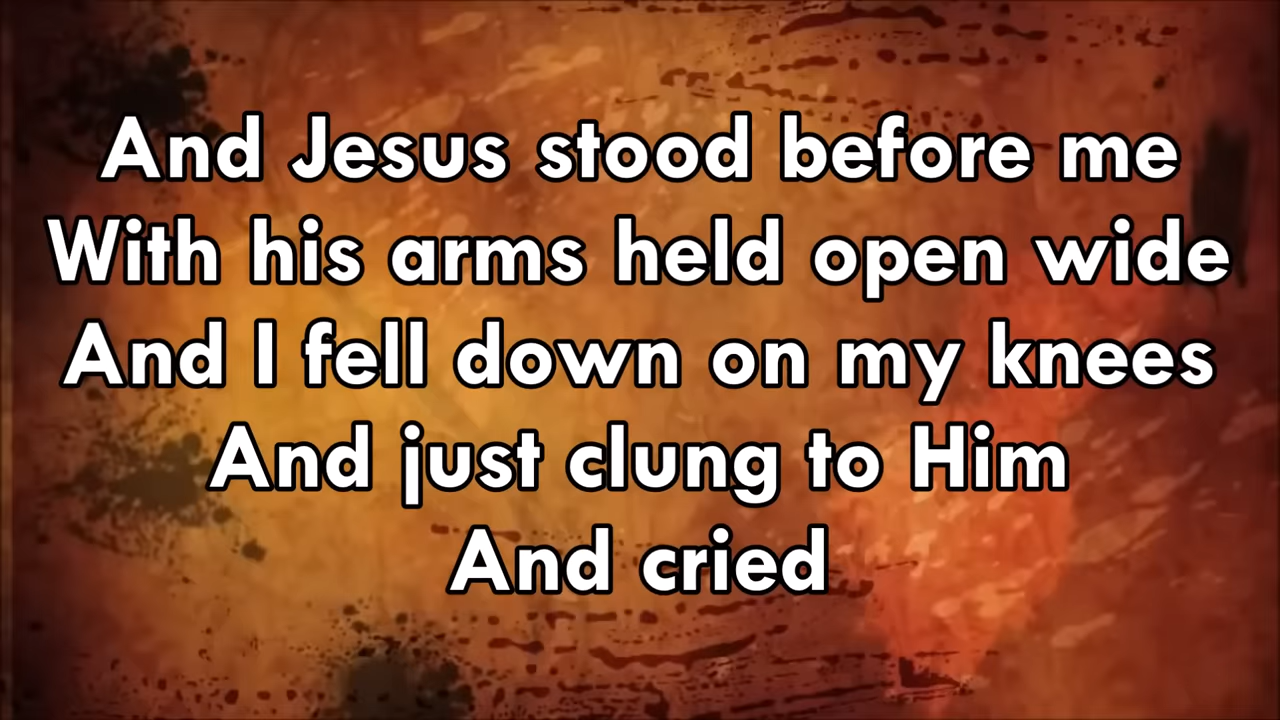 And Jesus stood before me
With his arms held open wide
And I fell down on my knees
And just clung to Him
And cried